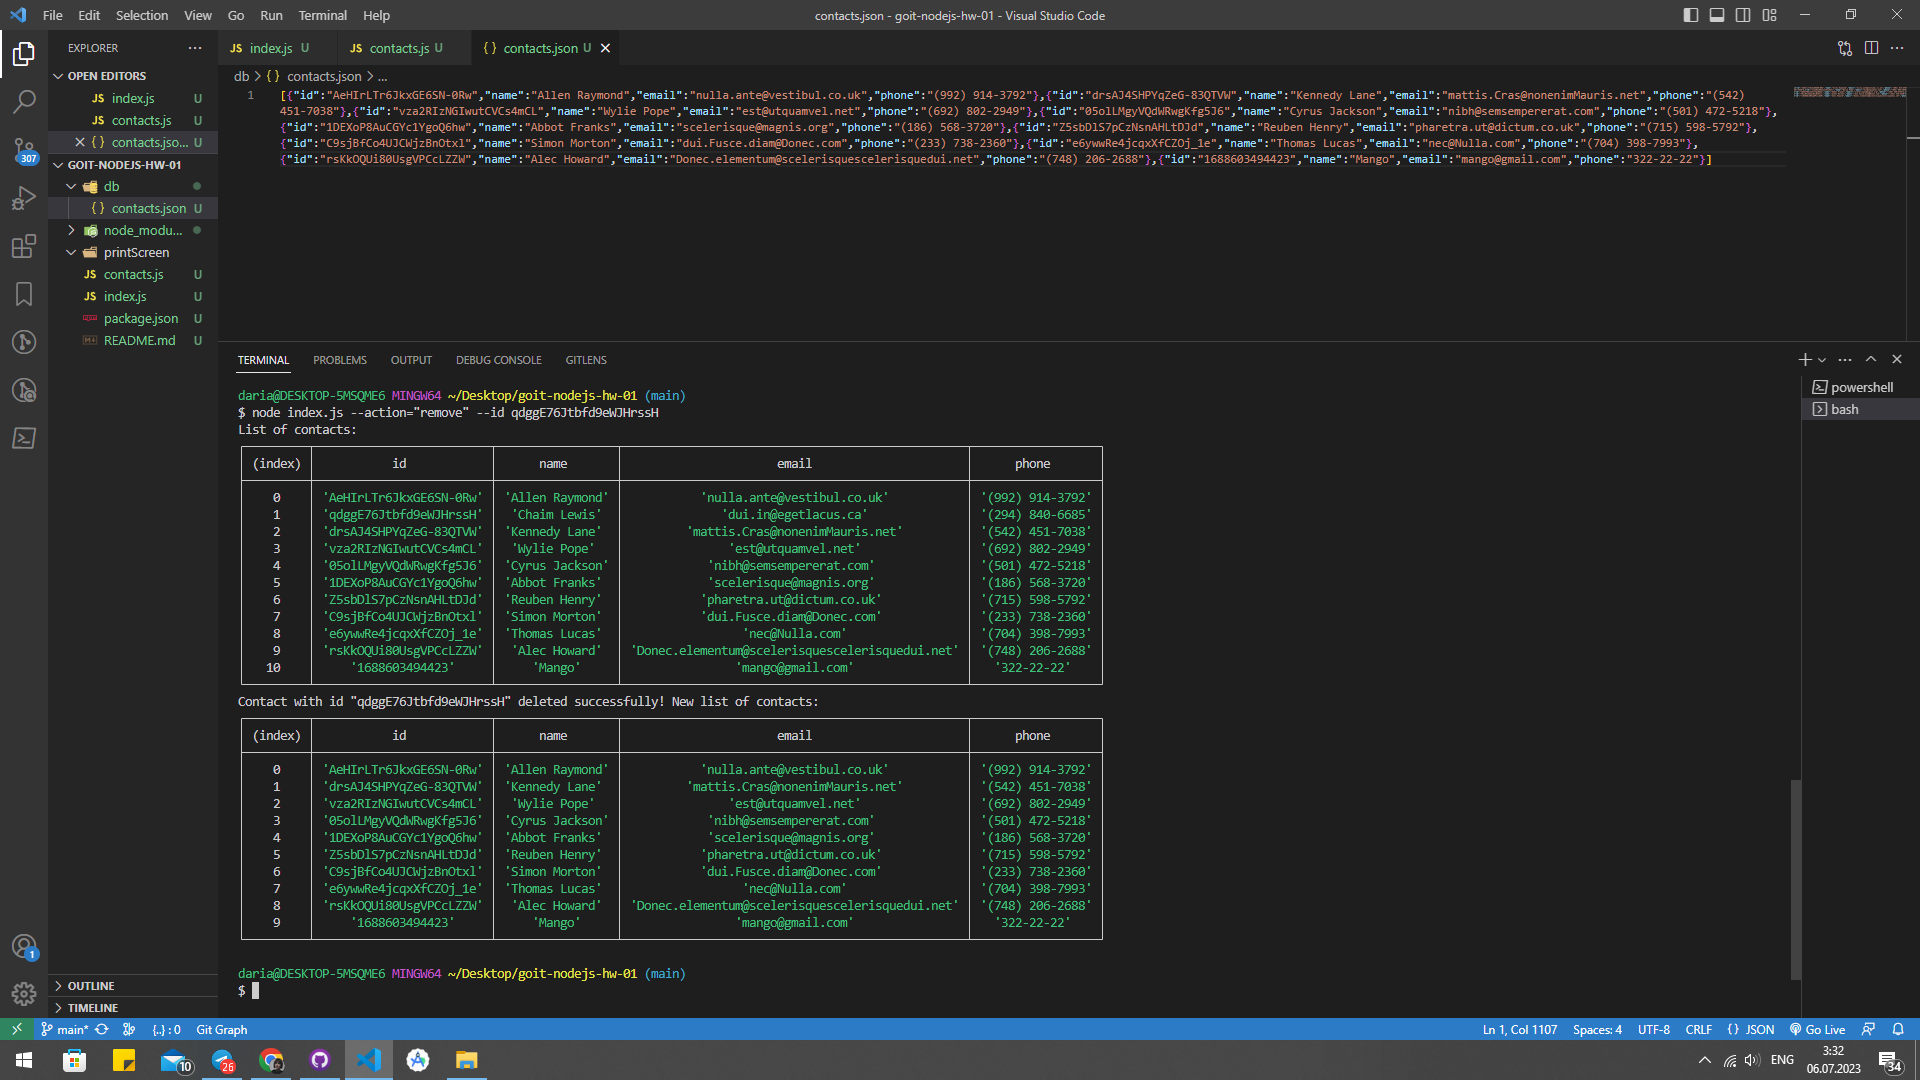 File Edit Selection View Go Run Terminal Help
contacts.json - goit-nodejs-hw-01 - Visual Studio Code
EXPLORER
OPEN EDITORS
JS index.js U
JS contacts.js U
{} contacts.jso... U
307
GOIT-NODEJS-HW-01
db
{} contacts.json U
node_modu...
printScreen
JS contacts.js U
JS index.js U
package.json U
README.md U
OUTLINE
TIMELINE
1
JS index.js U
JS contacts.js U
{} contacts.json U
db > {} contacts.json > ...
1 [{"id":"AeHIrLTr6JkxGE6SN-0Rw","name":"Allen Raymond","email":"nulla.ante@vestibul.co.uk","phone":"(992) 914-3792"},{"id":"drsAJ4SHPYqZeG-83QTVW","name":"Kennedy Lane","email":"mattis.Cras@nonenimMauris.net","phone":"(542)
451-7038"},{"id":"vza2RIzNGIwutCVCs4mCL","name":"Wylie Pope","email":"est@utquamvel.net","phone":"(692) 802-2949"},{"id":"05olLMgyVQdWRwgKfg5J6","name":"Cyrus Jackson","email":"nibh@semsempererat.com","phone":"(501) 472-5218"},
{"id":"1DEXoP8AuCGYc1YgoQ6hw","name":"Abbot Franks","email":"scelerisque@magnis.org","phone":"(186) 568-3720"},{"id":"Z5sbDlS7pCzNsnAHLtDJd","name":"Reuben Henry","email":"pharetra.ut@dictum.co.uk","phone":"(715) 598-5792"},
{"id":"C9sjBfCo4UJCWjzBnOtxl","name":"Simon Morton","email":"dui.Fusce.diam@Donec.com","phone":"(233) 738-2360"},{"id":"e6ywwRe4jcqxXfCZOj_1e","name":"Thomas Lucas","email":"nec@Nulla.com","phone":"(704) 398-7993"},
{"id":"rsKkOQUi80UsgVPCcLZZW","name":"Alec Howard","email":"Donec.elementum@scelerisquescelerisquedui.net","phone":"(748) 206-2688"},{"id":"1688603494423","name":"Mango","email":"mango@gmail.com","phone":"322-22-22"}]
TERMINAL PROBLEMS OUTPUT DEBUG CONSOLE GITLENS
powershell
bash
daria@DESKTOP-5MSQME6 MINGW64 ~/Desktop/goit-nodejs-hw-01 (main)
$ node index.js --action="remove" --id qdggE76Jtbfd9eWJHrssH
List of contacts:
(index) id name email phone
0 'AeHIrLTr6JkxGE6SN-0Rw' 'Allen Raymond' 'nulla.ante@vestibul.co.uk' '(992) 914-3792'
1 'qdggE76Jtbfd9eWJHrssH' 'Chaim Lewis' 'dui.in@egetlacus.ca' '(294) 840-6685'
2 'drsAJ4SHPYqZeG-83QTVW' 'Kennedy Lane' 'mattis.Cras@nonenimMauris.net' '(542) 451-7038'
3 'vza2RIzNGIwutCVCs4mCL' 'Wylie Pope' 'est@utquamvel.net' '(692) 802-2949'
4 '05olLMgyVQdWRwgKfg5J6' 'Cyrus Jackson' 'nibh@semsempererat.com' '(501) 472-5218'
5 '1DEXoP8AuCGYc1YgoQ6hw' 'Abbot Franks' 'scelerisque@magnis.org' '(186) 568-3720'
6 'Z5sbDlS7pCzNsnAHLtDJd' 'Reuben Henry' 'pharetra.ut@dictum.co.uk' '(715) 598-5792'
7 'C9sjBfCo4UJCWjzBnOtxl' 'Simon Morton' 'dui.Fusce.diam@Donec.com' '(233) 738-2360'
8 'e6ywwRe4jcqxXfCZOj_1e' 'Thomas Lucas' 'nec@Nulla.com' '(704) 398-7993'
9 'rsKkOQUi80UsgVPCcLZZW' 'Alec Howard' 'Donec.elementum@scelerisquescelerisquedui.net' '(748) 206-2688'
10 '1688603494423' 'Mango' 'mango@gmail.com' '322-22-22'
Contact with id "qdggE76Jtbfd9eWJHrssH" deleted successfully! New list of contacts:
(index) id name email phone
0 'AeHIrLTr6JkxGE6SN-0Rw' 'Allen Raymond' 'nulla.ante@vestibul.co.uk' '(992) 914-3792'
1 'drsAJ4SHPYqZeG-83QTVW' 'Kennedy Lane' 'mattis.Cras@nonenimMauris.net' '(542) 451-7038'
2 'vza2RIzNGIwutCVCs4mCL' 'Wylie Pope' 'est@utquamvel.net' '(692) 802-2949'
3 '05olLMgyVQdWRwgKfg5J6' 'Cyrus Jackson' 'nibh@semsempererat.com' '(501) 472-5218'
4 '1DEXoP8AuCGYc1YgoQ6hw' 'Abbot Franks' 'scelerisque@magnis.org' '(186) 568-3720'
5 'Z5sbDlS7pCzNsnAHLtDJd' 'Reuben Henry' 'pharetra.ut@dictum.co.uk' '(715) 598-5792'
6 'C9sjBfCo4UJCWjzBnOtxl' 'Simon Morton' 'dui.Fusce.diam@Donec.com' '(233) 738-2360'
7 'e6ywwRe4jcqxXfCZOj_1e' 'Thomas Lucas' 'nec@Nulla.com' '(704) 398-7993'
8 'rsKkOQUi80UsgVPCcLZZW' 'Alec Howard' 'Donec.elementum@scelerisquescelerisquedui.net' '(748) 206-2688'
9 '1688603494423' 'Mango' 'mango@gmail.com' '322-22-22'
daria@DESKTOP-5MSQME6 MINGW64 ~/Desktop/goit-nodejs-hw-01 (main)
$
main* {..} : 0 Git Graph Ln 1, Col 1107 Spaces: 4 UTF-8 CRLF {} JSON Go Live
10 26 ENG 3:32
06.07.2023 34